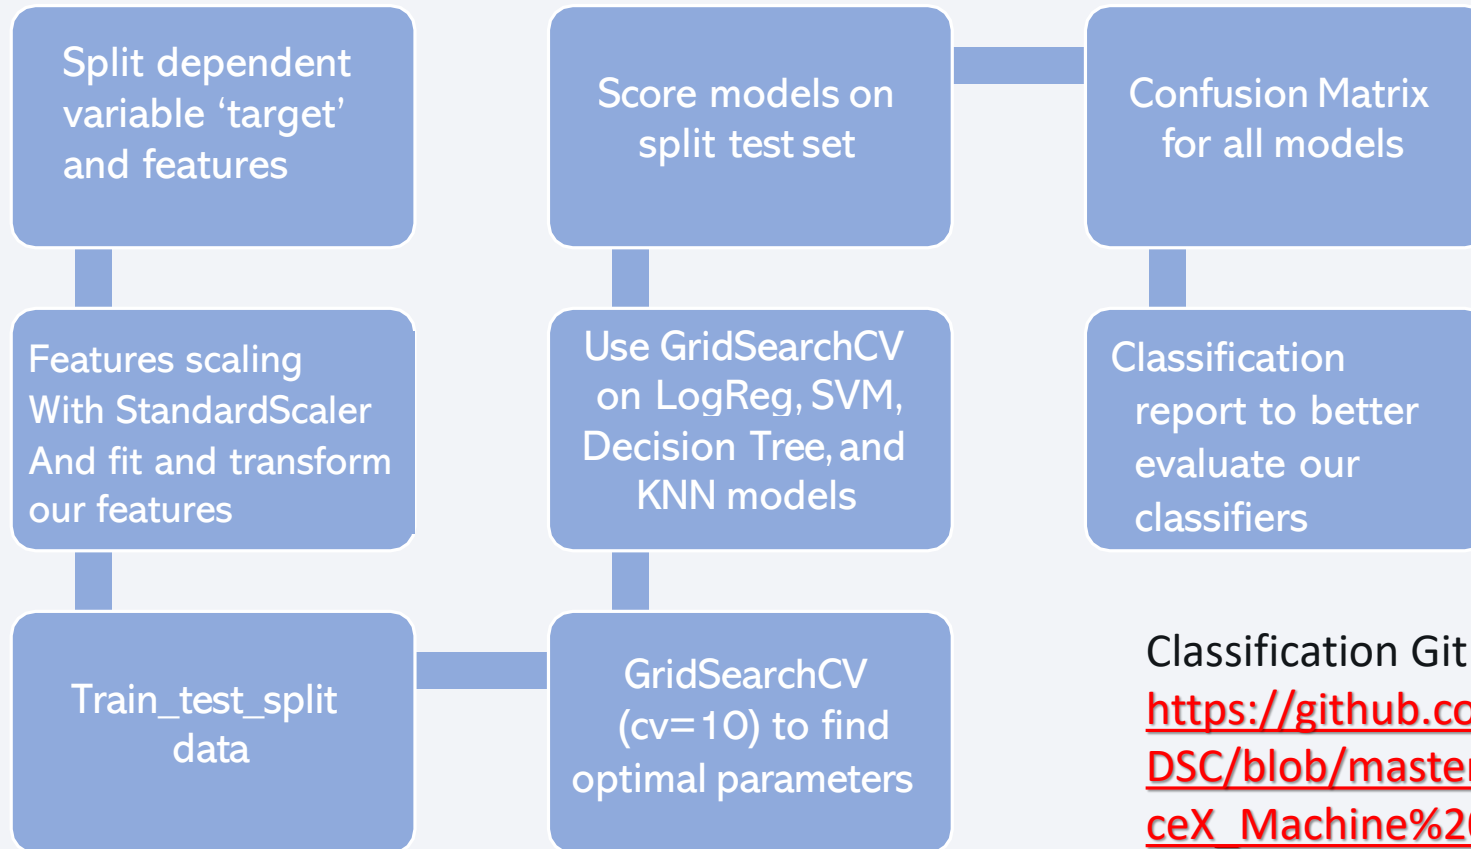 Split dependent
variable ‘target’
and features
Features scaling
With StandardScaler
And fit and transform
our features
Train_test_split
data
GridSearchCV
(cv=10) to find
optimal parameters
Use GridSearchCV
on LogReg, SVM,
Decision Tree, and
KNN models
Score models on
split test set
Confusion Matrix
for all models
Classification
report to better
evaluate our
classifiers
Classification Git
https://github.co
DSC/blob/master
ceX_Machine%20